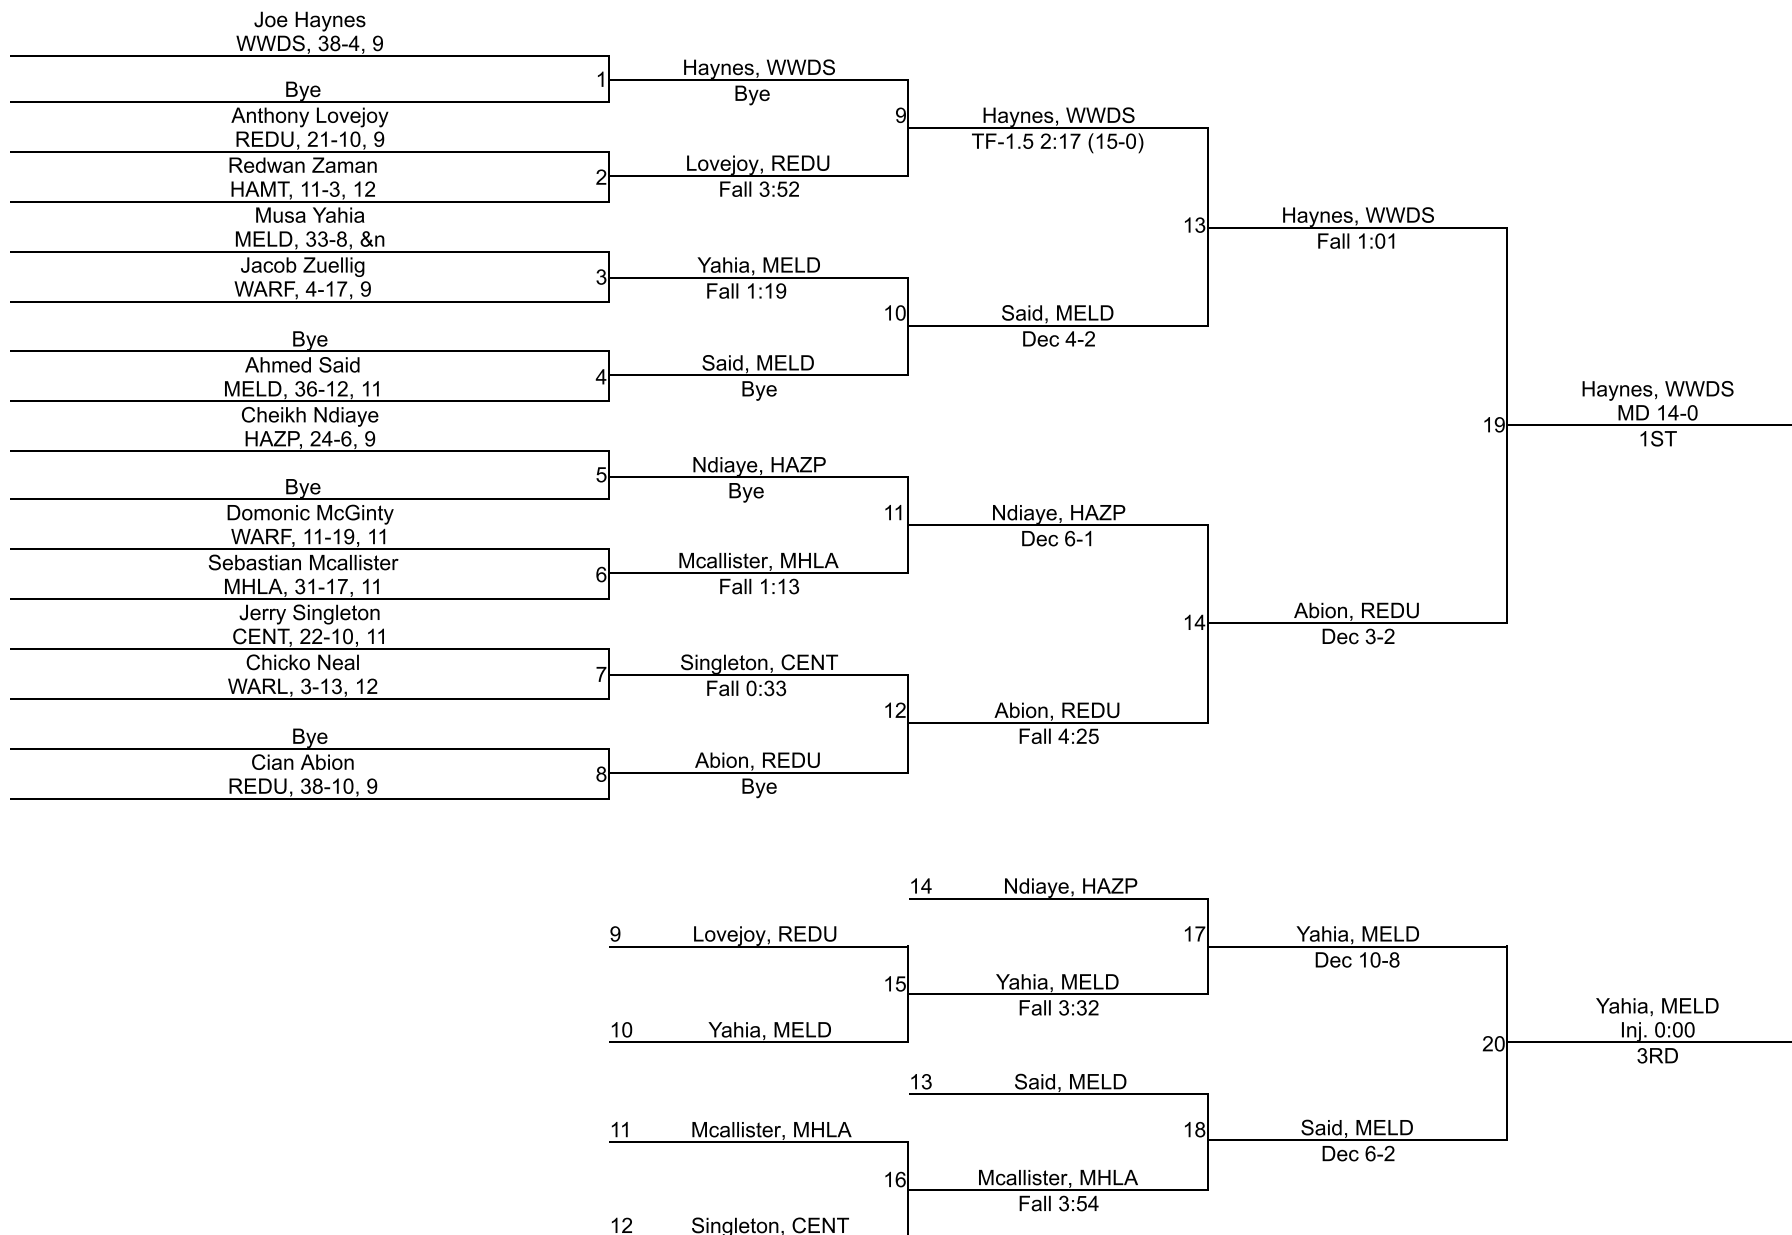 Joe Haynes
WWDS, 38-4, 9
Bye
1
Anthony Lovejoy
REDU, 21-10, 9
Redwan Zaman
HAMT, 11-3, 12
2
Musa Yahia
MELD, 33-8, &n
Jacob Zuellig
WARF, 4-17, 9
3
Bye
Ahmed Said
MELD, 36-12, 11
4
Cheikh Ndiaye
HAZP, 24-6, 9
Bye
5
Domonic McGinty
WARF, 11-19, 11
Sebastian Mcallister
MHLA, 31-17, 11
6
Jerry Singleton
CENT, 22-10, 11
Chicko Neal
WARL, 3-13, 12
7
Bye
Cian Abion
REDU, 38-10, 9
8
Haynes, WWDS
Bye
9
Lovejoy, REDU
Fall 3:52
Yahia, MELD
Fall 1:19
10
Said, MELD
Bye
Ndiaye, HAZP
Bye
11
Mcallister, MHLA
Fall 1:13
Singleton, CENT
Fall 0:33
12
Abion, REDU
Bye
Haynes, WWDS
TF-1.5 2:17 (15-0)
13
Said, MELD
Dec 4-2
Ndiaye, HAZP
Dec 6-1
14
Abion, REDU
Fall 4:25
Haynes, WWDS
Fall 1:01
19
Abion, REDU
Dec 3-2
Haynes, WWDS
MD 14-0
1ST
14 Ndiaye, HAZP
9 Lovejoy, REDU
17
15
Yahia, MELD
Fall 3:32
10 Yahia, MELD
13 Said, MELD
11 Mcallister, MHLA
18
16
Mcallister, MHLA
Fall 3:54
12 Singleton, CENT
Yahia, MELD
Dec 10-8
20
Said, MELD
Dec 6-2
Yahia, MELD
Inj. 0:00
3RD